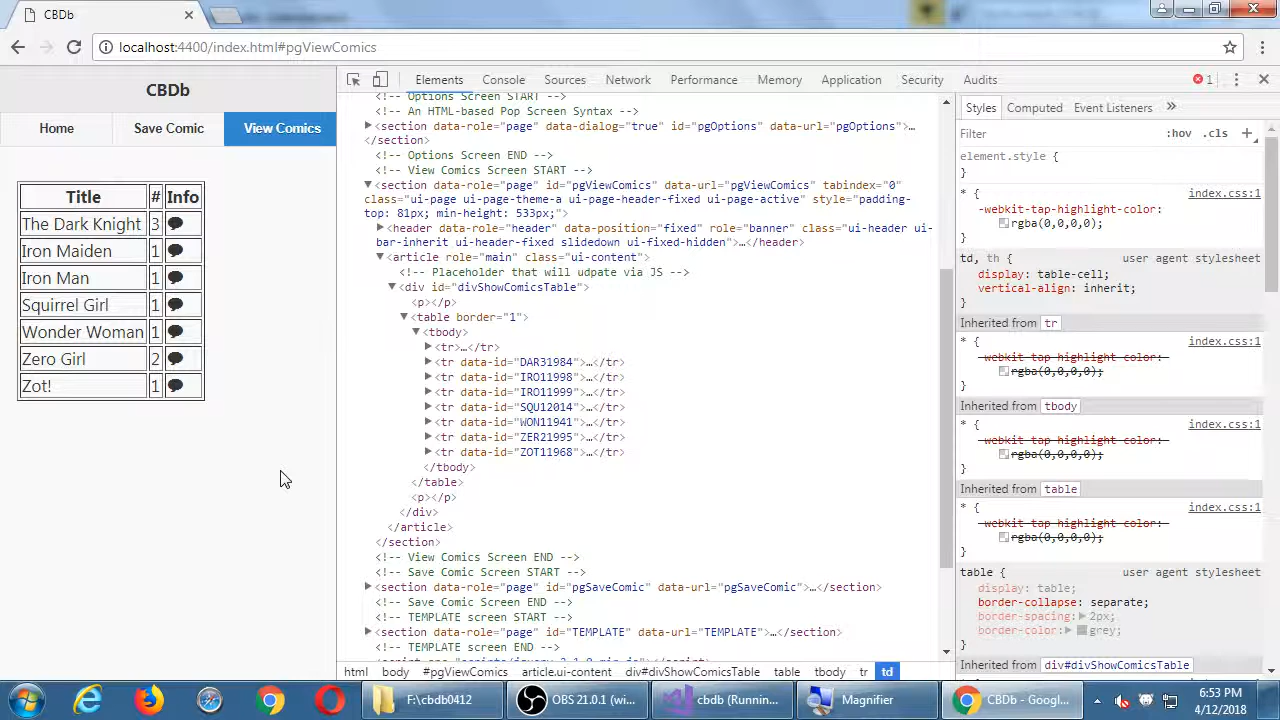 CBDb
localhost:4400/index.html#pgViewComics
CBDb
Home Save Comic View Comics
Title # Info
The Dark Knight 3
Iron Maiden 1
Iron Man 1
Squirrel Girl 1
Wonder Woman 1
Zero Girl 2
Zot! 1
Elements Console Sources Network Performance Memory Application Security Audits 1
<!-- Options Screen START -->
<!-- An HTML-based Pop Screen Syntax -->
<section data-role="page" data-dialog="true" id="pgOptions" data-url="pgOptions">…
</section>
<!-- Options Screen END -->
<!-- View Comics Screen START -->
<section data-role="page" id="pgViewComics" data-url="pgViewComics" tabindex="0"
class="ui-page ui-page-theme-a ui-page-header-fixed ui-page-active" style="padding-
top: 81px; min-height: 533px;">
<header data-role="header" data-position="fixed" role="banner" class="ui-header ui-
bar-inherit ui-header-fixed slidedown ui-fixed-hidden">…</header>
<article role="main" class="ui-content">
<!-- Placeholder that will udpate via JS -->
<div id="divShowComicsTable">
<p></p>
<table border="1">
<tbody>
<tr>…</tr>
<tr data-id="DAR31984">…</tr>
<tr data-id="IRO11998">…</tr>
<tr data-id="IRO11999">…</tr>
<tr data-id="SQU12014">…</tr>
<tr data-id="WON11941">…</tr>
<tr data-id="ZER21995">…</tr>
<tr data-id="ZOT11968">…</tr>
</tbody>
</table>
<p></p>
</div>
</article>
</section>
<!-- View Comics Screen END -->
<!-- Save Comic Screen START -->
<section data-role="page" id="pgSaveComic" data-url="pgSaveComic">…</section>
<!-- Save Comic Screen END -->
<!-- TEMPLATE screen START -->
<section data-role="page" id="TEMPLATE" data-url="TEMPLATE">…</section>
<!-- TEMPLATE screen END -->
html body #pgViewComics article.ui-content div#divShowComicsTable table tbody tr td
Styles Computed Event Listeners »
Filter :hov .cls +
element.style {
}
* { index.css:1
-webkit-tap-highlight-color:
rgba(0,0,0,0);
}
td, th { user agent stylesheet
display: table-cell;
vertical-align: inherit;
}
Inherited from tr
* { index.css:1
-webkit-tap-highlight-color:
rgba(0,0,0,0);
}
Inherited from tbody
* { index.css:1
-webkit-tap-highlight-color:
rgba(0,0,0,0);
}
Inherited from table
* { index.css:1
-webkit-tap-highlight-color:
rgba(0,0,0,0);
}
table { user agent stylesheet
display: table;
border-collapse: separate;
border-spacing: 2px;
border-color: grey;
}
Inherited from div#divShowComicsTable
F:\cbdb0412 OBS 21.0.1 (wi... cbdb (Runnin... Magnifier CBDb - Googl...
6:53 PM
4/12/2018